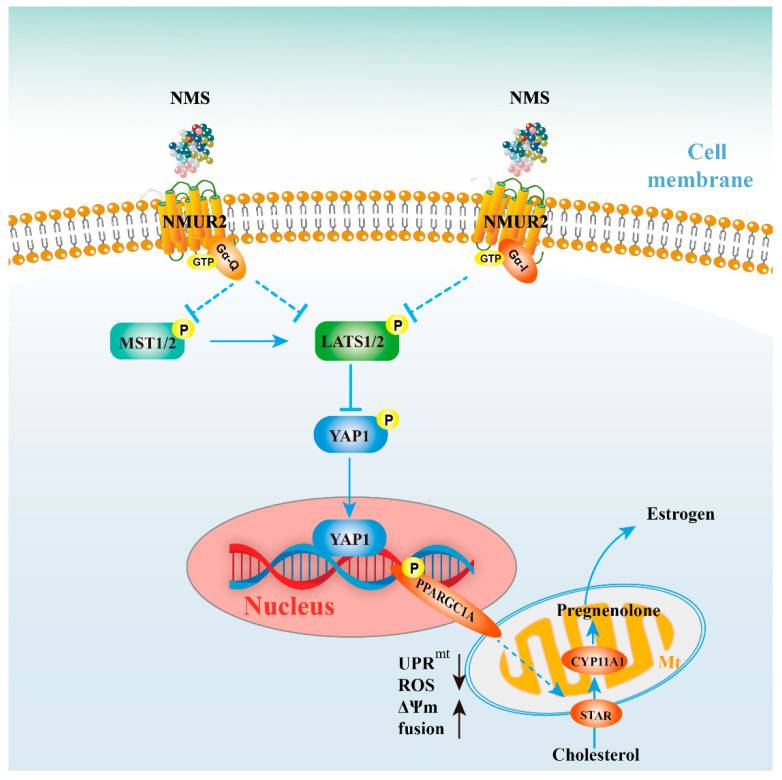 NMS
NMS
Cell
membrane
NMUR2
NMUR2
GTP
Gα-Q
GTP
Gα-I
MST1/2
P
LATS1/2
P
YAP1
P
YAP1
P
PPARGC1A
Nucleus
Estrogen
Pregnenolone
CYP11A1
Mt
UPRmt
ROS
ΔΨm
fusion
STAR
Cholesterol